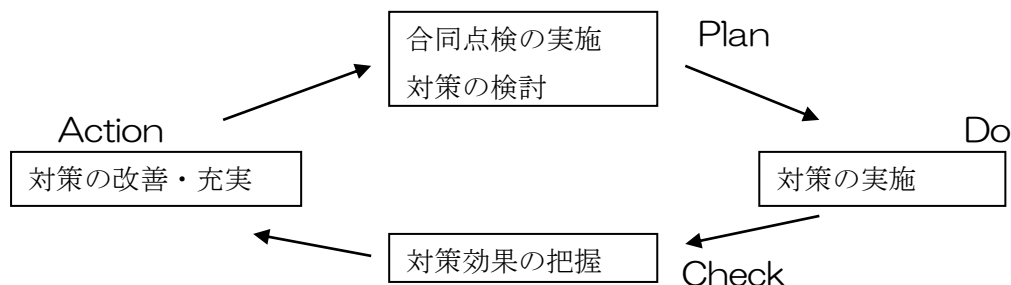 合同点検の実施
対策の検討
Plan
Action
Do
対策の改善・充実
対策の実施
対策効果の把握
Check